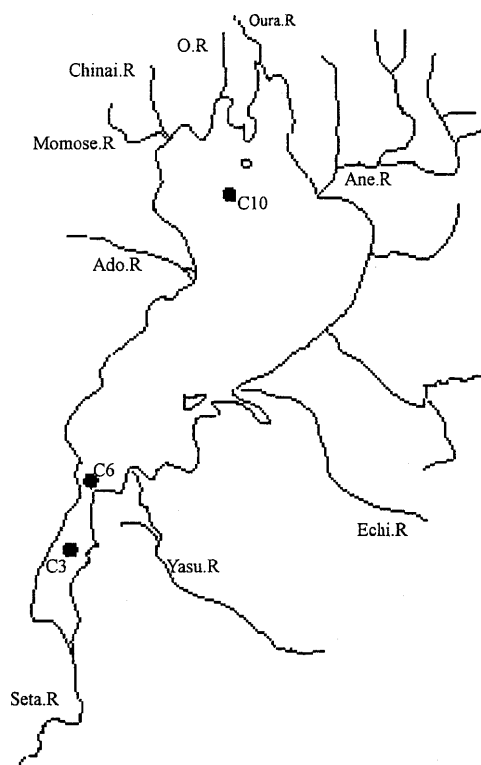 Oura.R
O.R
Chinai.R
Momose.R
Ane.R
C10
Ado.R
C6
Echi.R
C3
Yasu.R
Seta.R